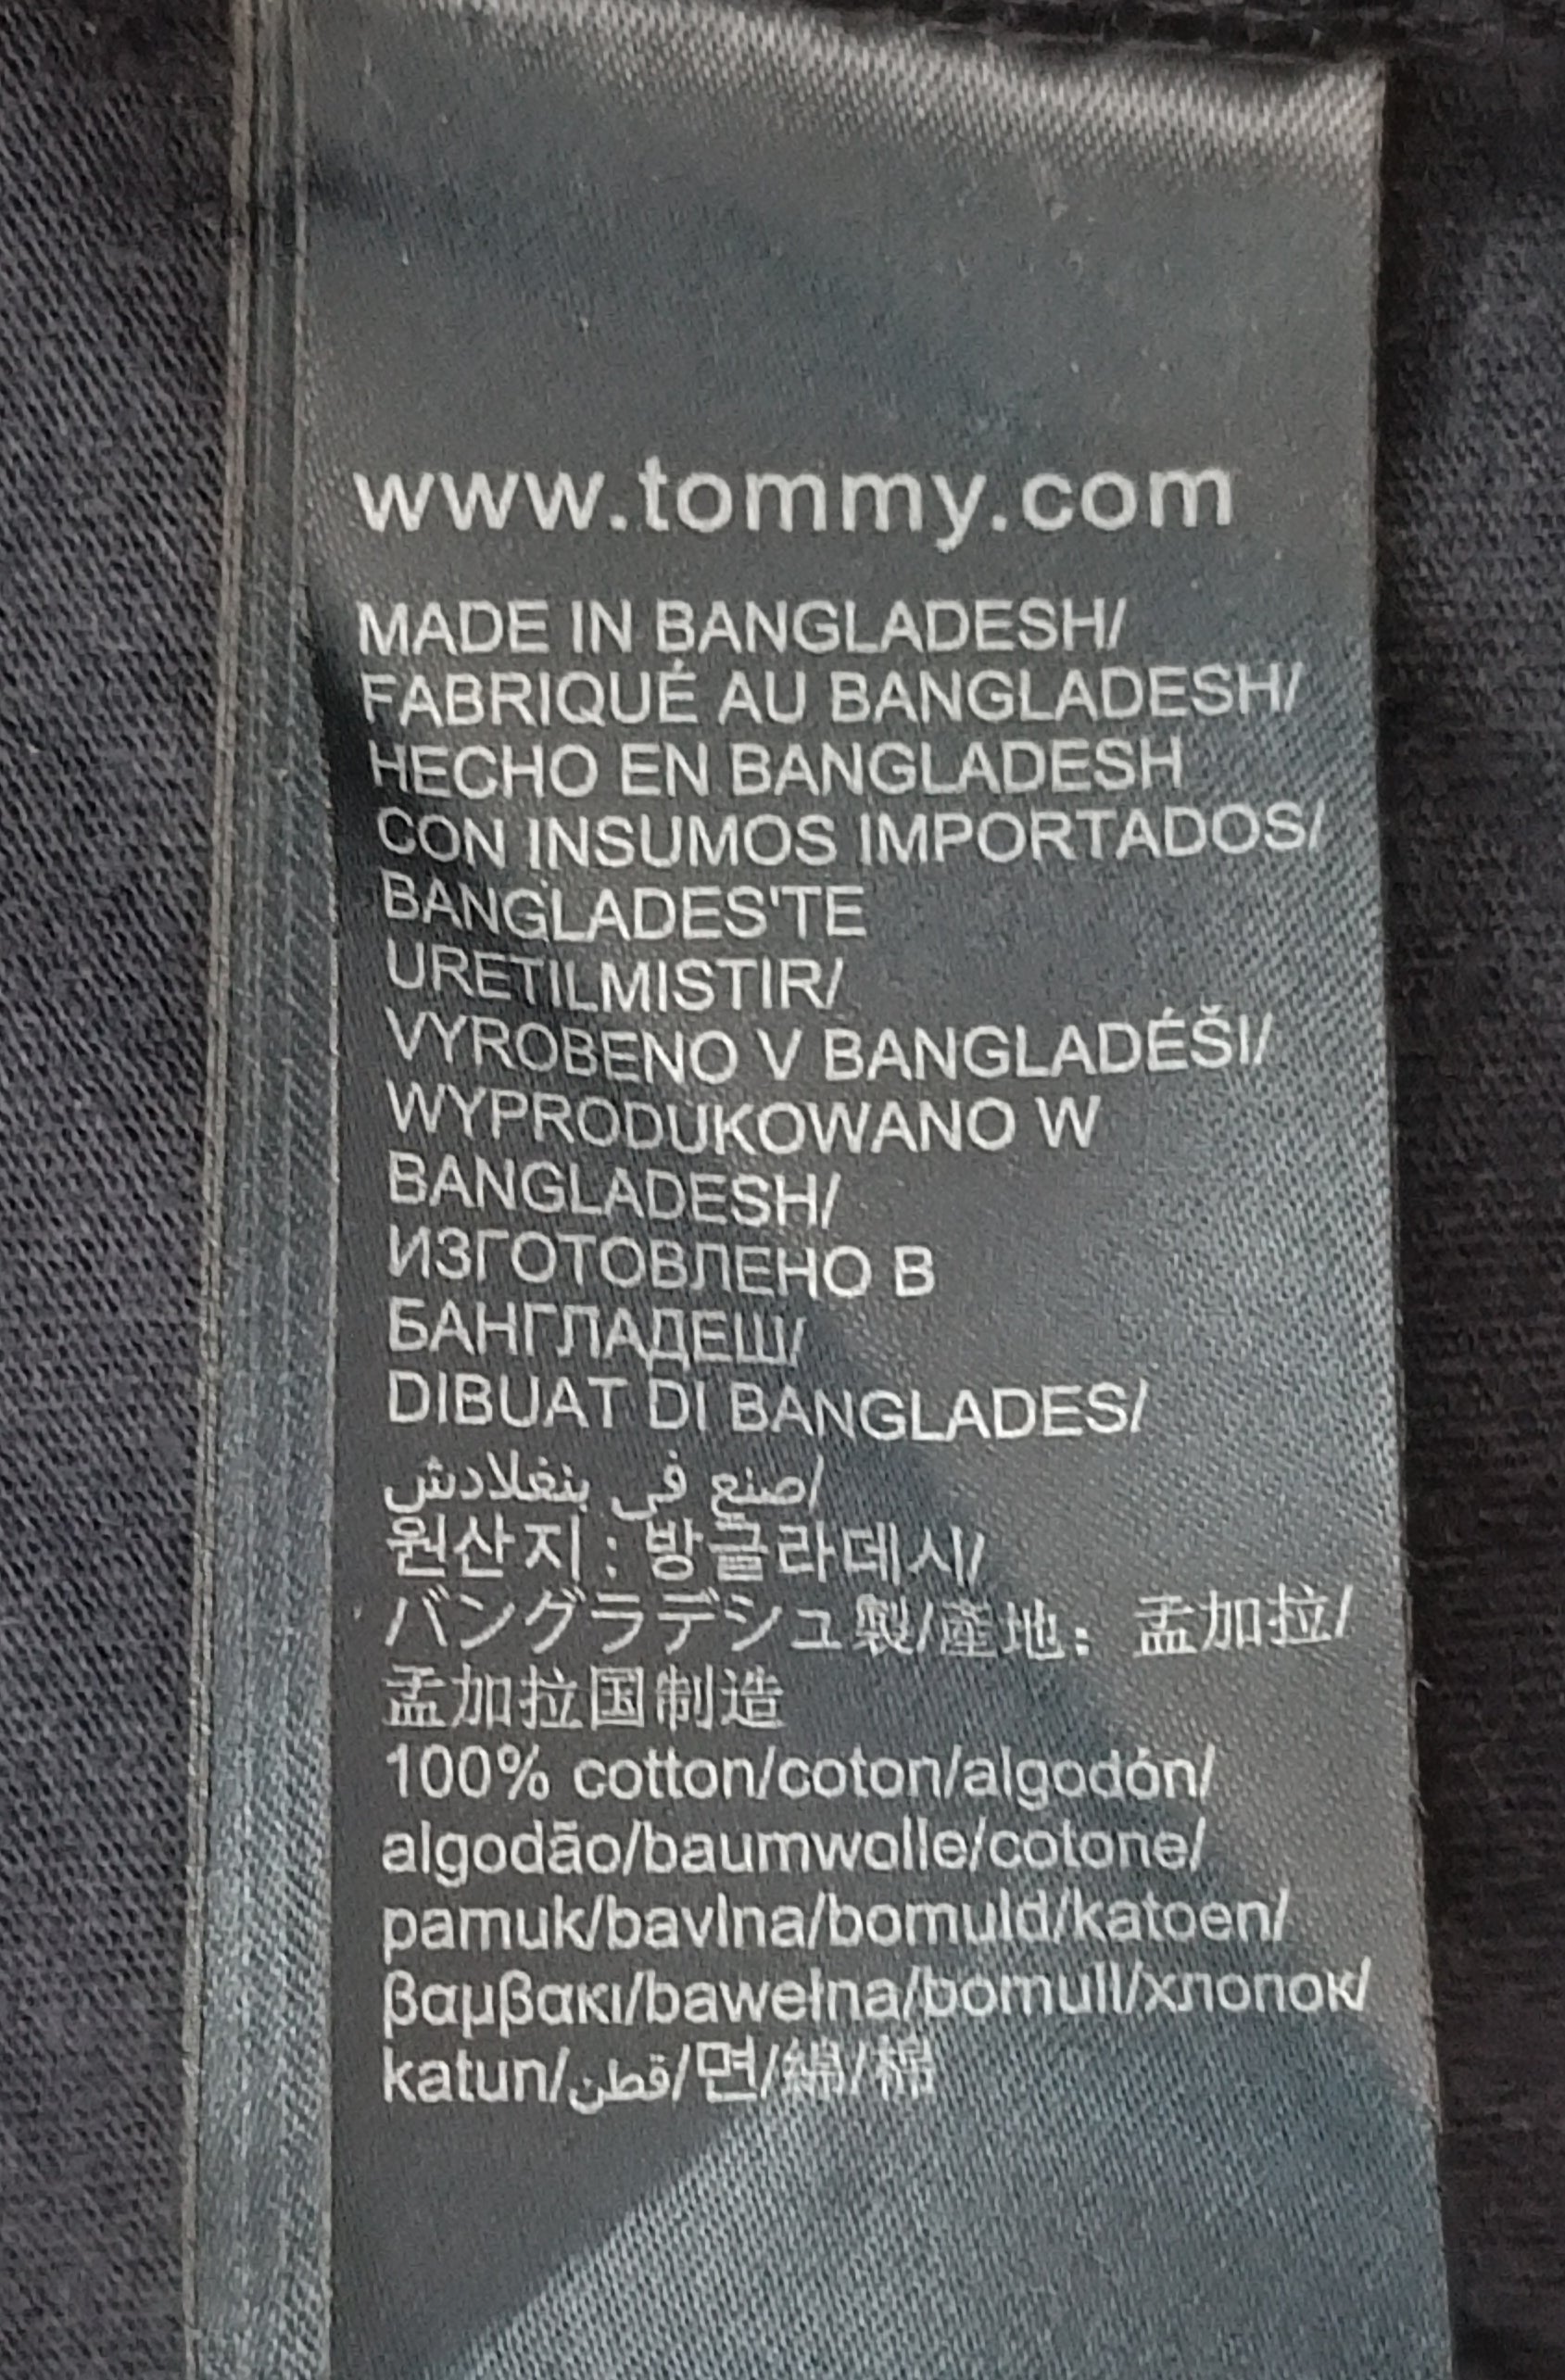 www.tommy.com
MADE IN BANGLADESH/
FABRIQUÉ AU BANGLADESH/
HECHO EN BANGLADESH
CON INSUMOS IMPORTADOS/
BANGLADES'TE
URETILMISTIR/
VYROBENO V BANGLADÉŠI/
WYPRODUKOWANO W
BANGLADESH/
ИЗГОТОВЛЕНО В
БАНГЛАДЕШ/
DIBUAT DI BANGLADES/
صنع في بنغلادش/
원산지 : 방글라데시/
バングラデシュ製/産地：孟加拉/
孟加拉国制造
100% cotton/coton/algodón/
algodão/baumwolle/cotone/
pamuk/bavlna/bomuld/katoen/
βαμβακι/bawełna/bomull/хлопок/
katun/قطن/면/綿/棉